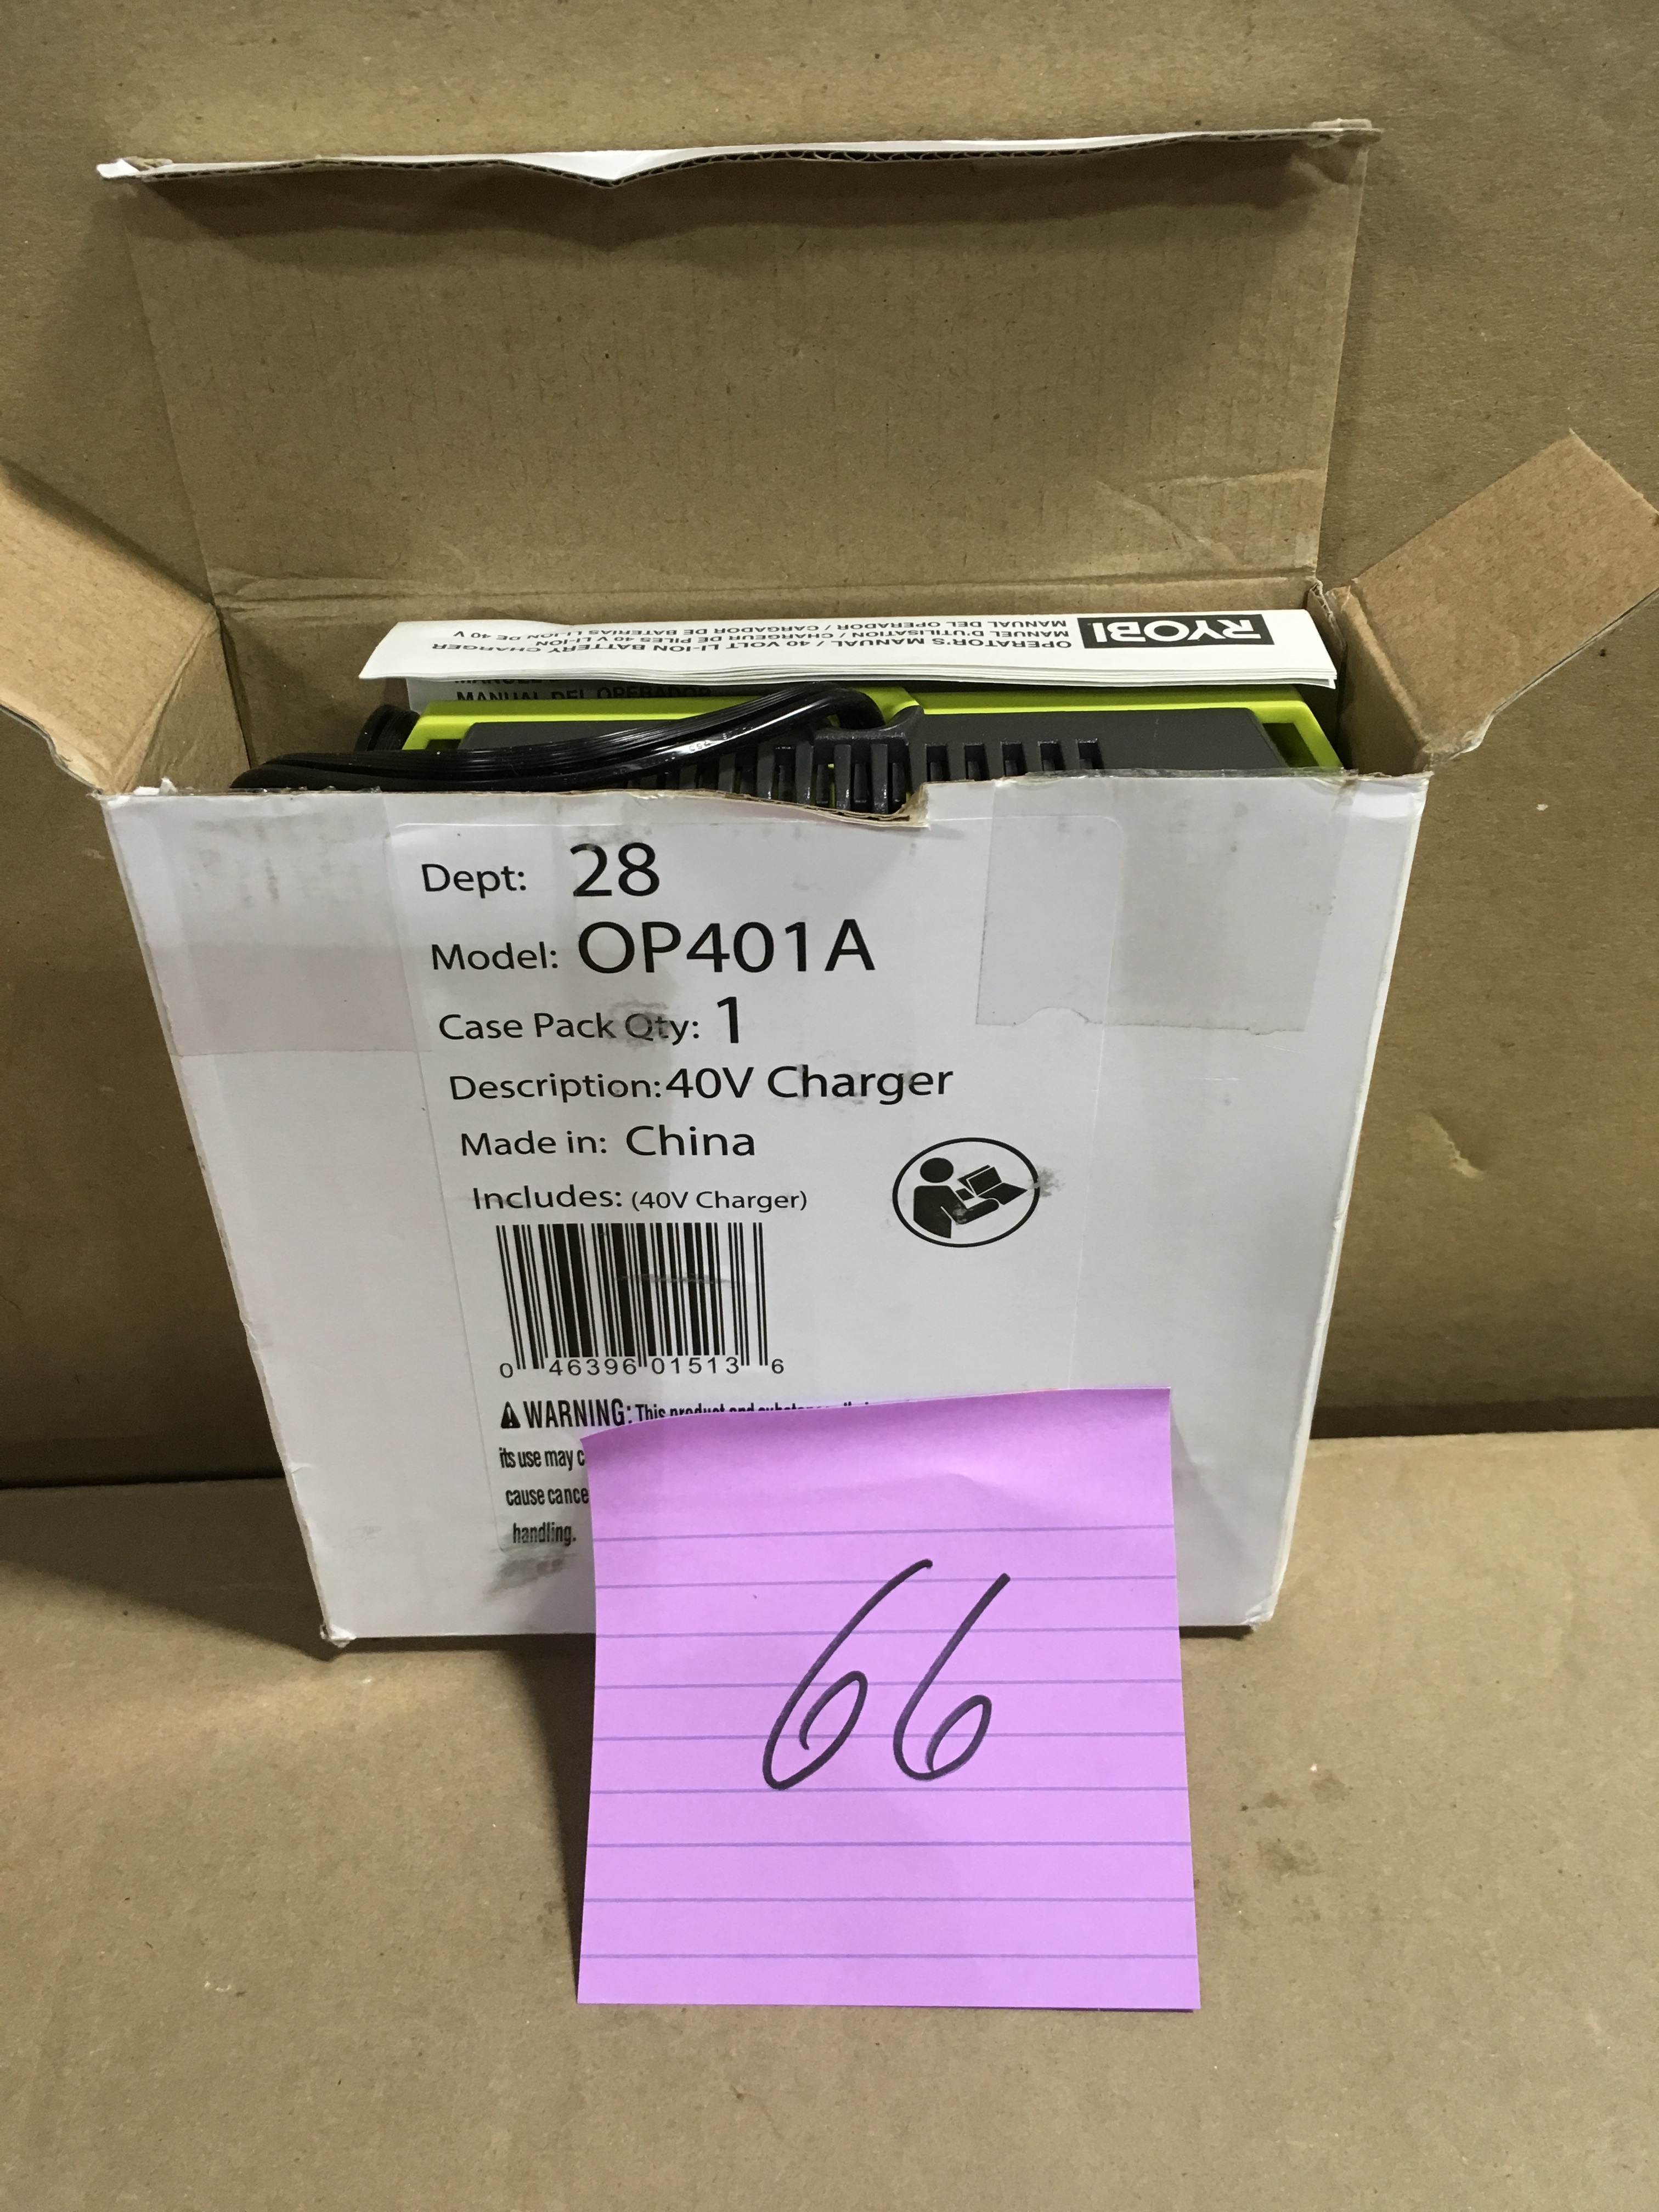 RYOBI
OPERATOR'S MANUAL / 40 VOLT LI-ION BATTERY CHARGER
MANUEL D'UTILISATION / CHARGEUR DE PILES 40 V LI-ION
MANUAL DEL OPERADOR / CARGADOR DE BATERIAS LI-ION DE 40 V
MANUAL DEL OPERADOR
Dept: 28
Model: OP401A
Case Pack Qty: 1
Description: 40V Charger
Made in: China
Includes: (40V Charger)
0 46396 01513 6
WARNING: This product and
its use may c
cause cance
handling.
66